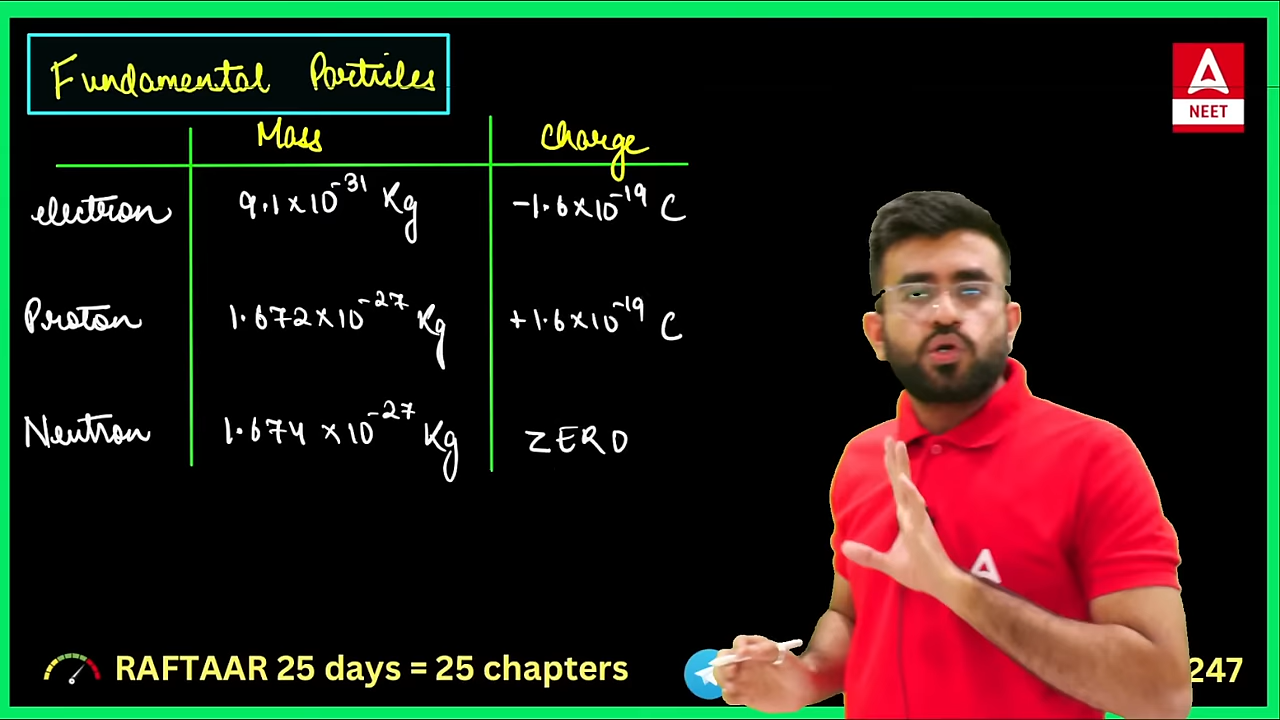 Fundamental Particles
NEET
Mass Charge
electron 9.1×10⁻³¹ Kg −1.6×10⁻¹⁹ C
Proton 1.672×10⁻²⁷ Kg +1.6×10⁻¹⁹ C
Neutron 1.674 ×10⁻²⁷ Kg ZERO
RAFTAAR 25 days = 25 chapters
247